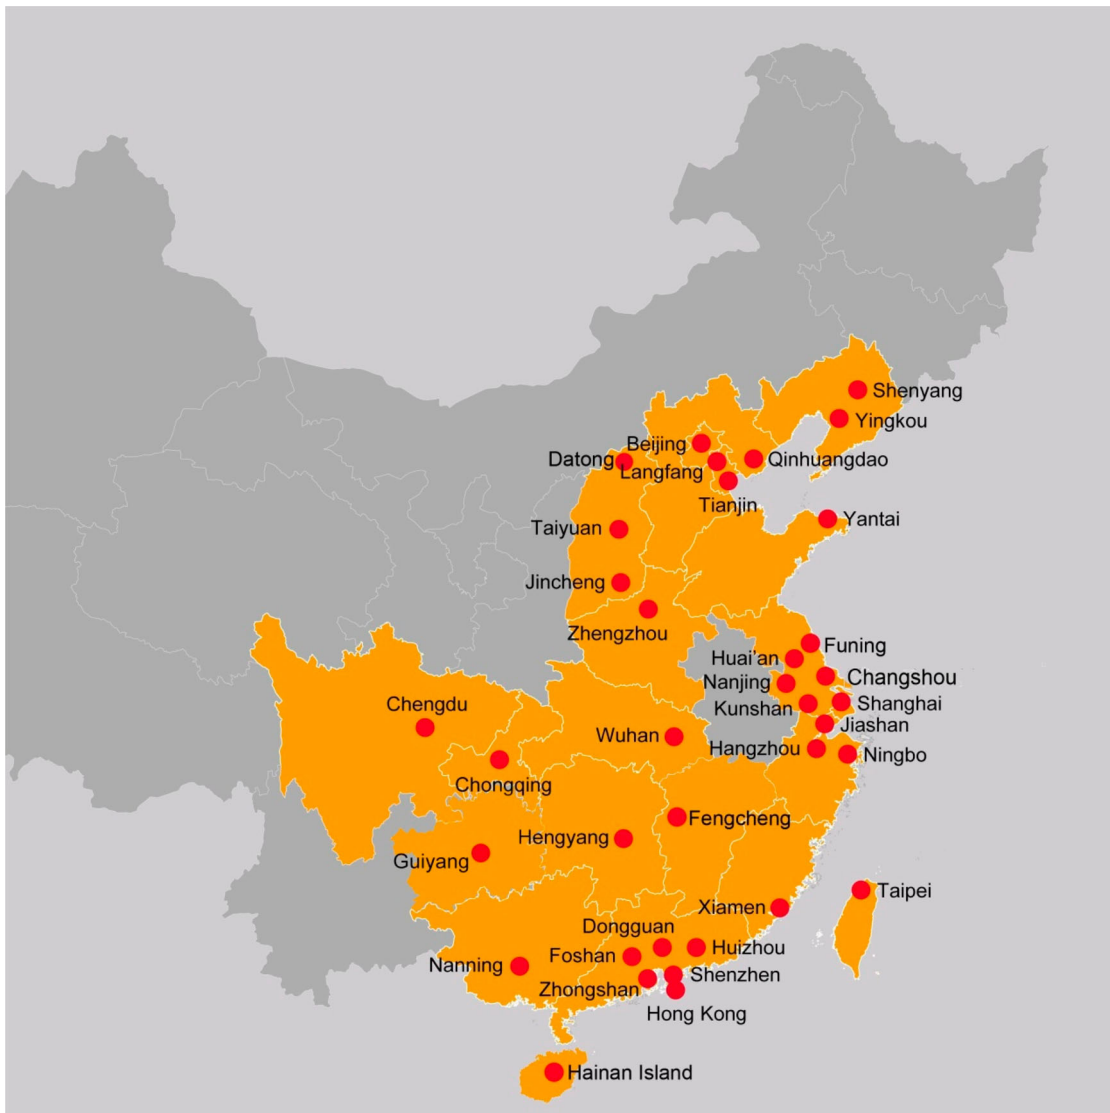 Shenyang
Yingkou
Beijing
Datong
Langfang
Qinhuangdao
Tianjin
Yantai
Taiyuan
Jincheng
Zhengzhou
Funing
Huai'an
Nanjing
Changshou
Kunshan
Shanghai
Jiashan
Chengdu
Wuhan
Hangzhou
Ningbo
Chongqing
Fengcheng
Hengyang
Guiyang
Taipei
Xiamen
Dongguan
Huizhou
Foshan
Nanning
Shenzhen
Zhongshan
Hong Kong
Hainan Island